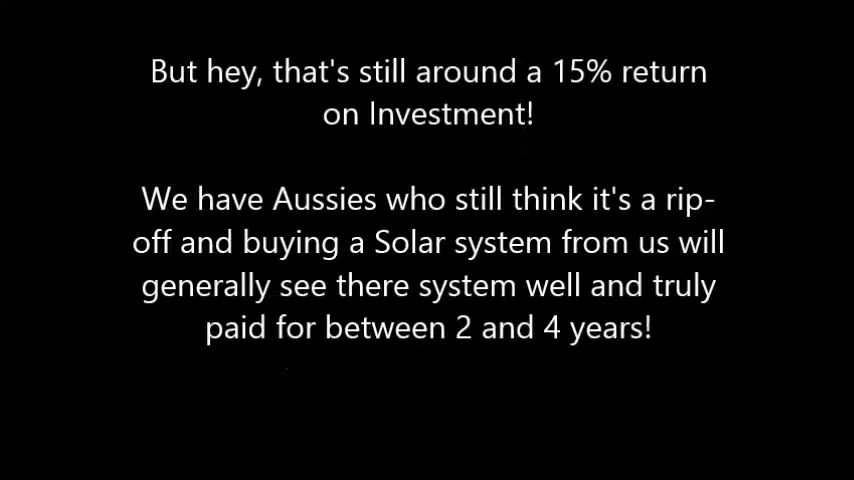 But hey, that's still around a 15% return
on Investment!
We have Aussies who still think it's a rip-
off and buying a Solar system from us will
generally see there system well and truly
paid for between 2 and 4 years!